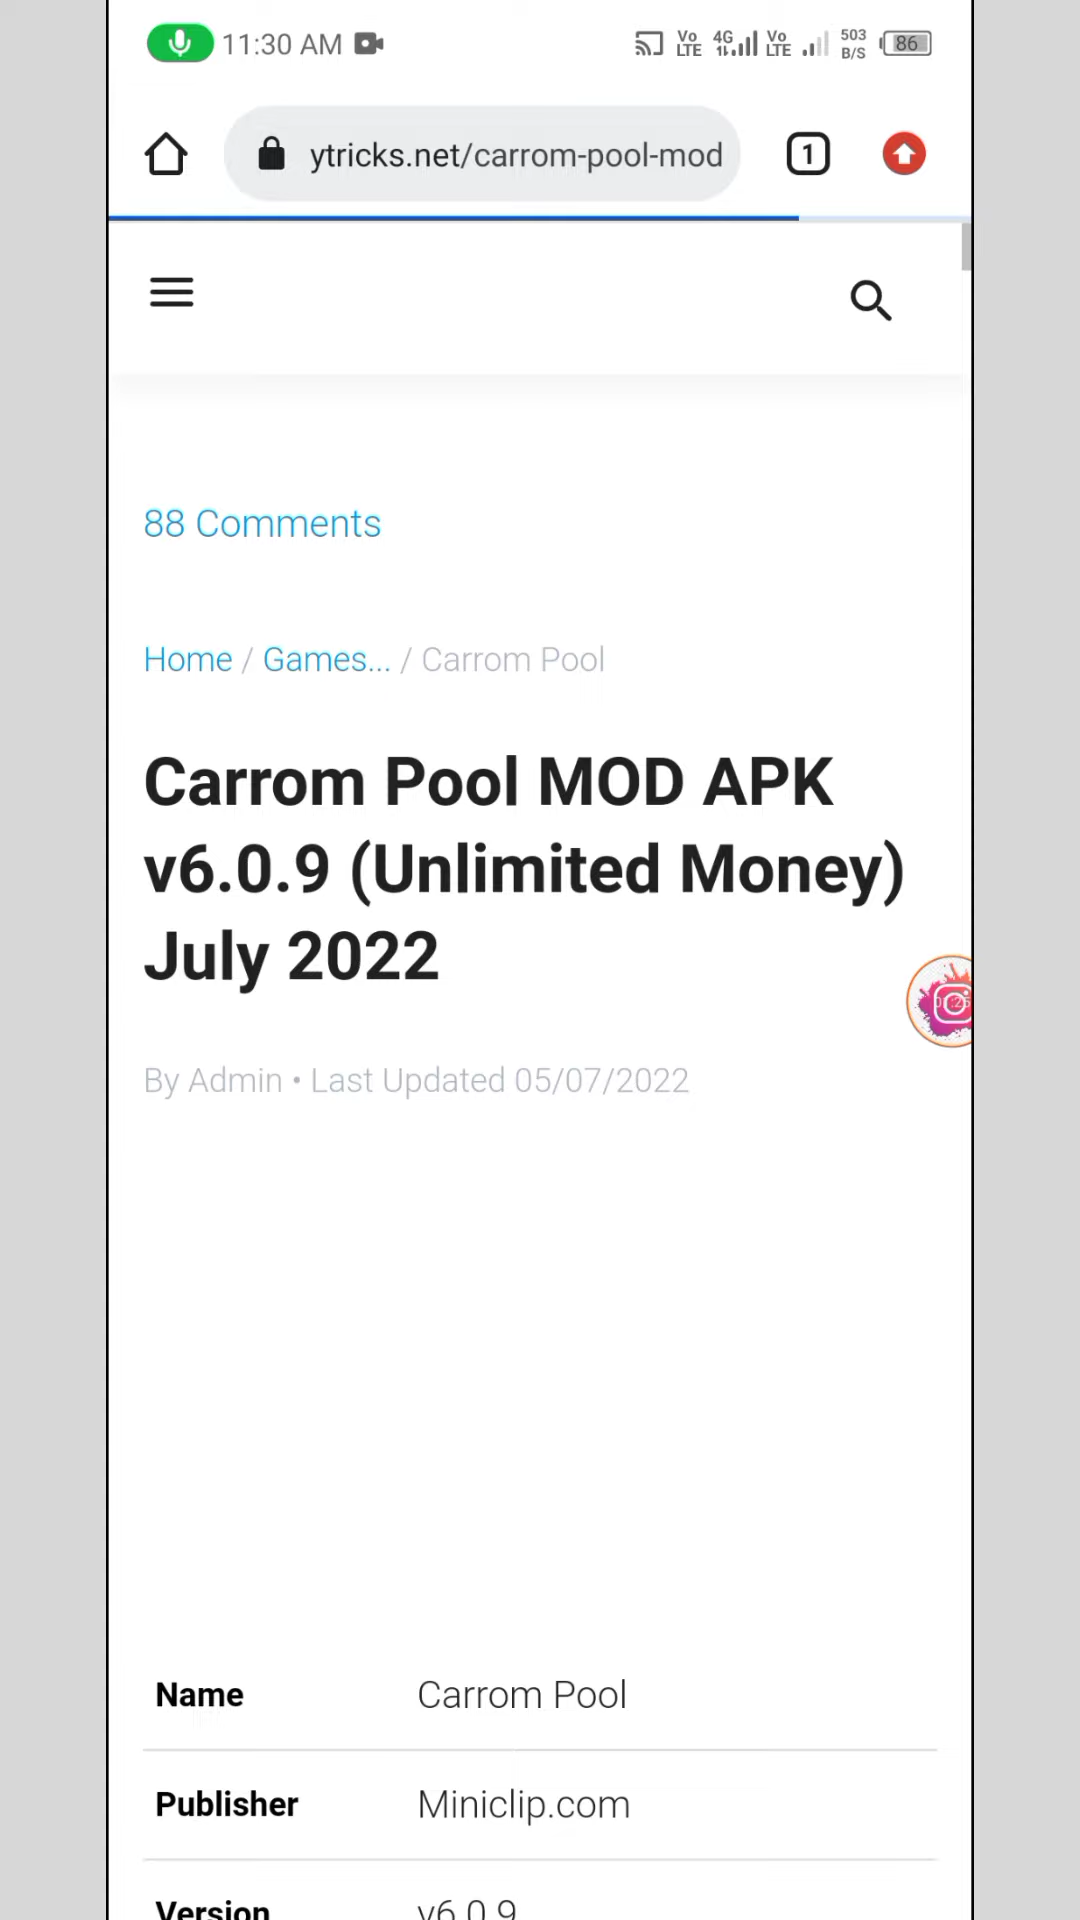 11:30 AM
Vo LTE 4G Vo LTE 503 B/S 86
ytricks.net/carrom-pool-mod
1
88 Comments
Home / Games... / Carrom Pool
Carrom Pool MOD APK
v6.0.9 (Unlimited Money)
July 2022
By Admin • Last Updated 05/07/2022
Name Carrom Pool
Publisher Miniclip.com
Version v6.0.9